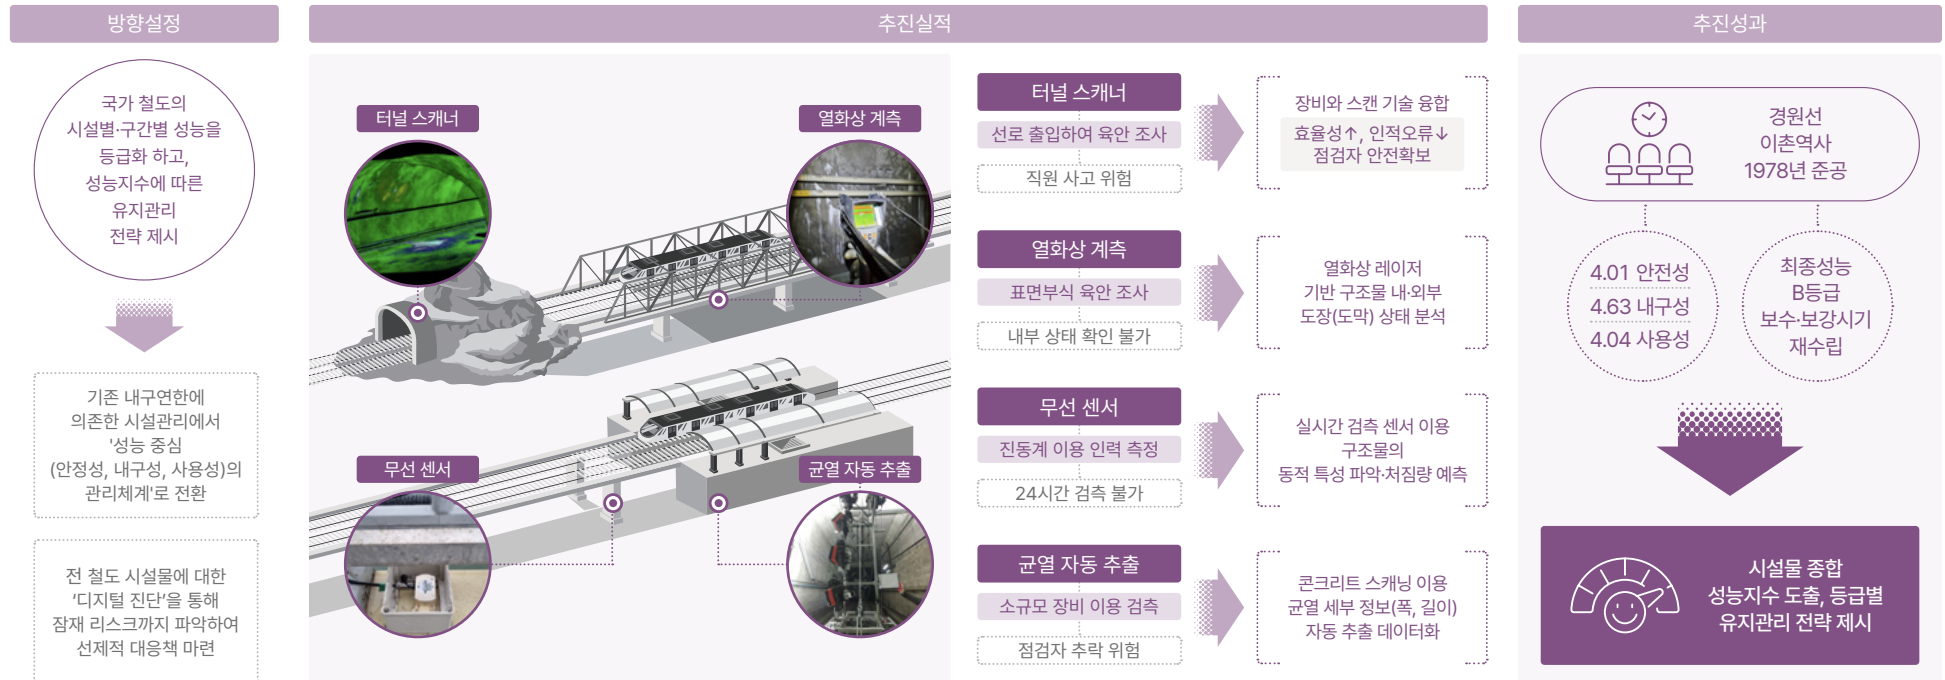 방향설정
국가 철도의
시설별·구간별 성능을
등급화 하고,
성능지수에 따른
유지관리
전략 제시
기존 내구연한에
의존한 시설관리에서
'성능 중심
(안정성, 내구성, 사용성)의
관리체계'로 전환
전 철도 시설물에 대한
‘디지털 진단’을 통해
잠재 리스크까지 파악하여
선제적 대응책 마련
추진실적
터널 스캐너
열화상 계측
무선 센서
균열 자동 추출
터널 스캐너
선로 출입하여 육안 조사
직원 사고 위험
장비와 스캔 기술 융합
효율성↑, 인적오류↓
점검자 안전확보
열화상 계측
표면부식 육안 조사
내부 상태 확인 불가
열화상 레이저
기반 구조물 내·외부
도장(도막) 상태 분석
무선 센서
진동계 이용 인력 측정
24시간 검측 불가
실시간 검측 센서 이용
구조물의
동적 특성 파악·처짐량 예측
균열 자동 추출
소규모 장비 이용 검측
점검자 추락 위험
콘크리트 스캐닝 이용
균열 세부 정보(폭, 길이)
자동 추출 데이터화
추진성과
경원선
이촌역사
1978년 준공
4.01 안전성
4.63 내구성
4.04 사용성
최종성능
B등급
보수·보강시기
재수립
시설물 종합
성능지수 도출, 등급별
유지관리 전략 제시